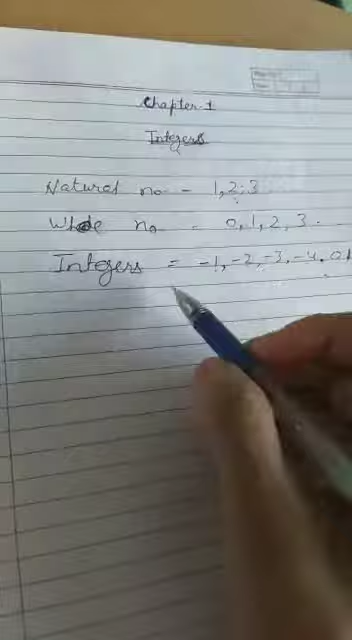 Chapter-1
Integers
Natural no - 1, 2, 3
Whole no - 0, 1, 2, 3.
Integers = -1, -2, -3, -4, 0, 1